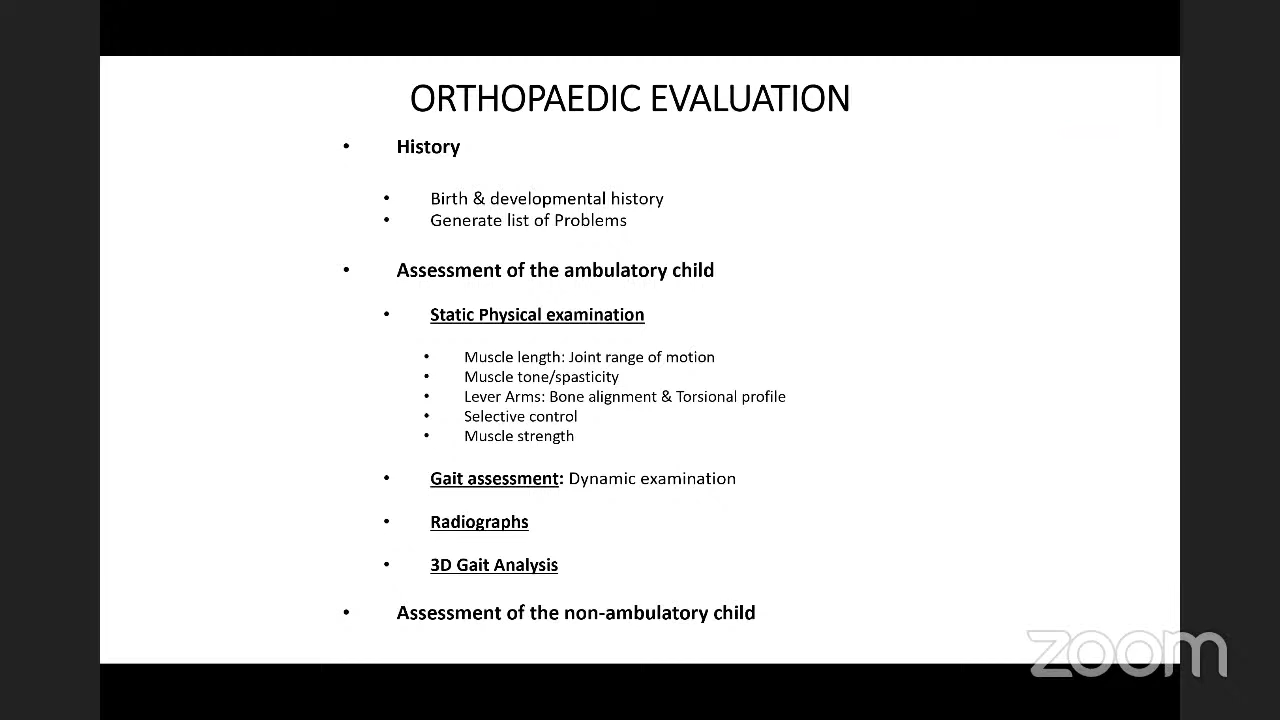 ORTHOPAEDIC EVALUATION
• History
• Birth & developmental history
• Generate list of Problems
• Assessment of the ambulatory child
• Static Physical examination
• Muscle length: Joint range of motion
• Muscle tone/spasticity
• Lever Arms: Bone alignment & Torsional profile
• Selective control
• Muscle strength
• Gait assessment: Dynamic examination
• Radiographs
• 3D Gait Analysis
• Assessment of the non-ambulatory child
zoom